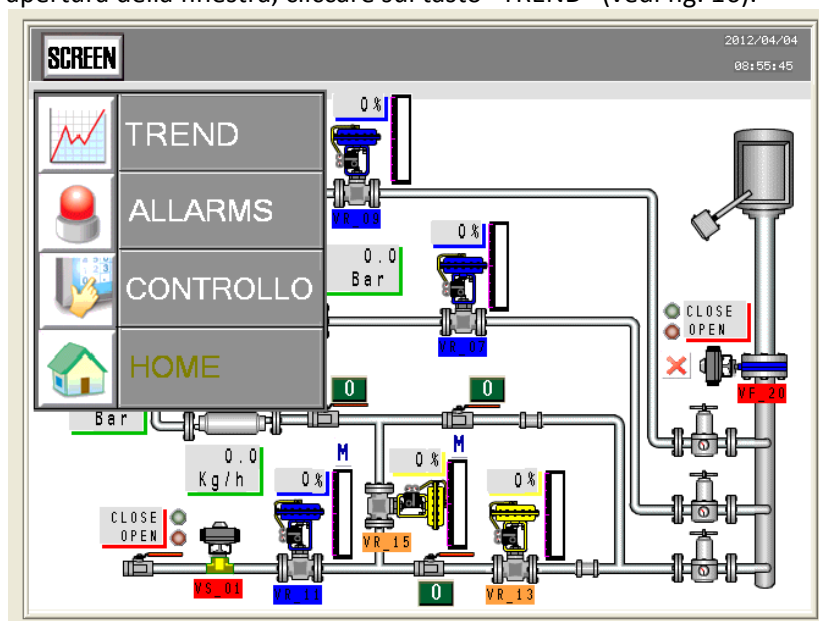 apertura della finestra, cliccare sul tasto "TREND" (vedi fig. 16).
SCREEN
2012/04/04
08:55:45
TREND
ALLARMS
CONTROLLO
HOME
0 %
VR_09
0 %
0.0
Bar
VR_07
CLOSE
OPEN
VF_20
0
0
Bar
0.0
Kg/h
M
M
0 %
0 %
0 %
CLOSE
OPEN
VR_15
VS_01
VR_11
0
VR_13